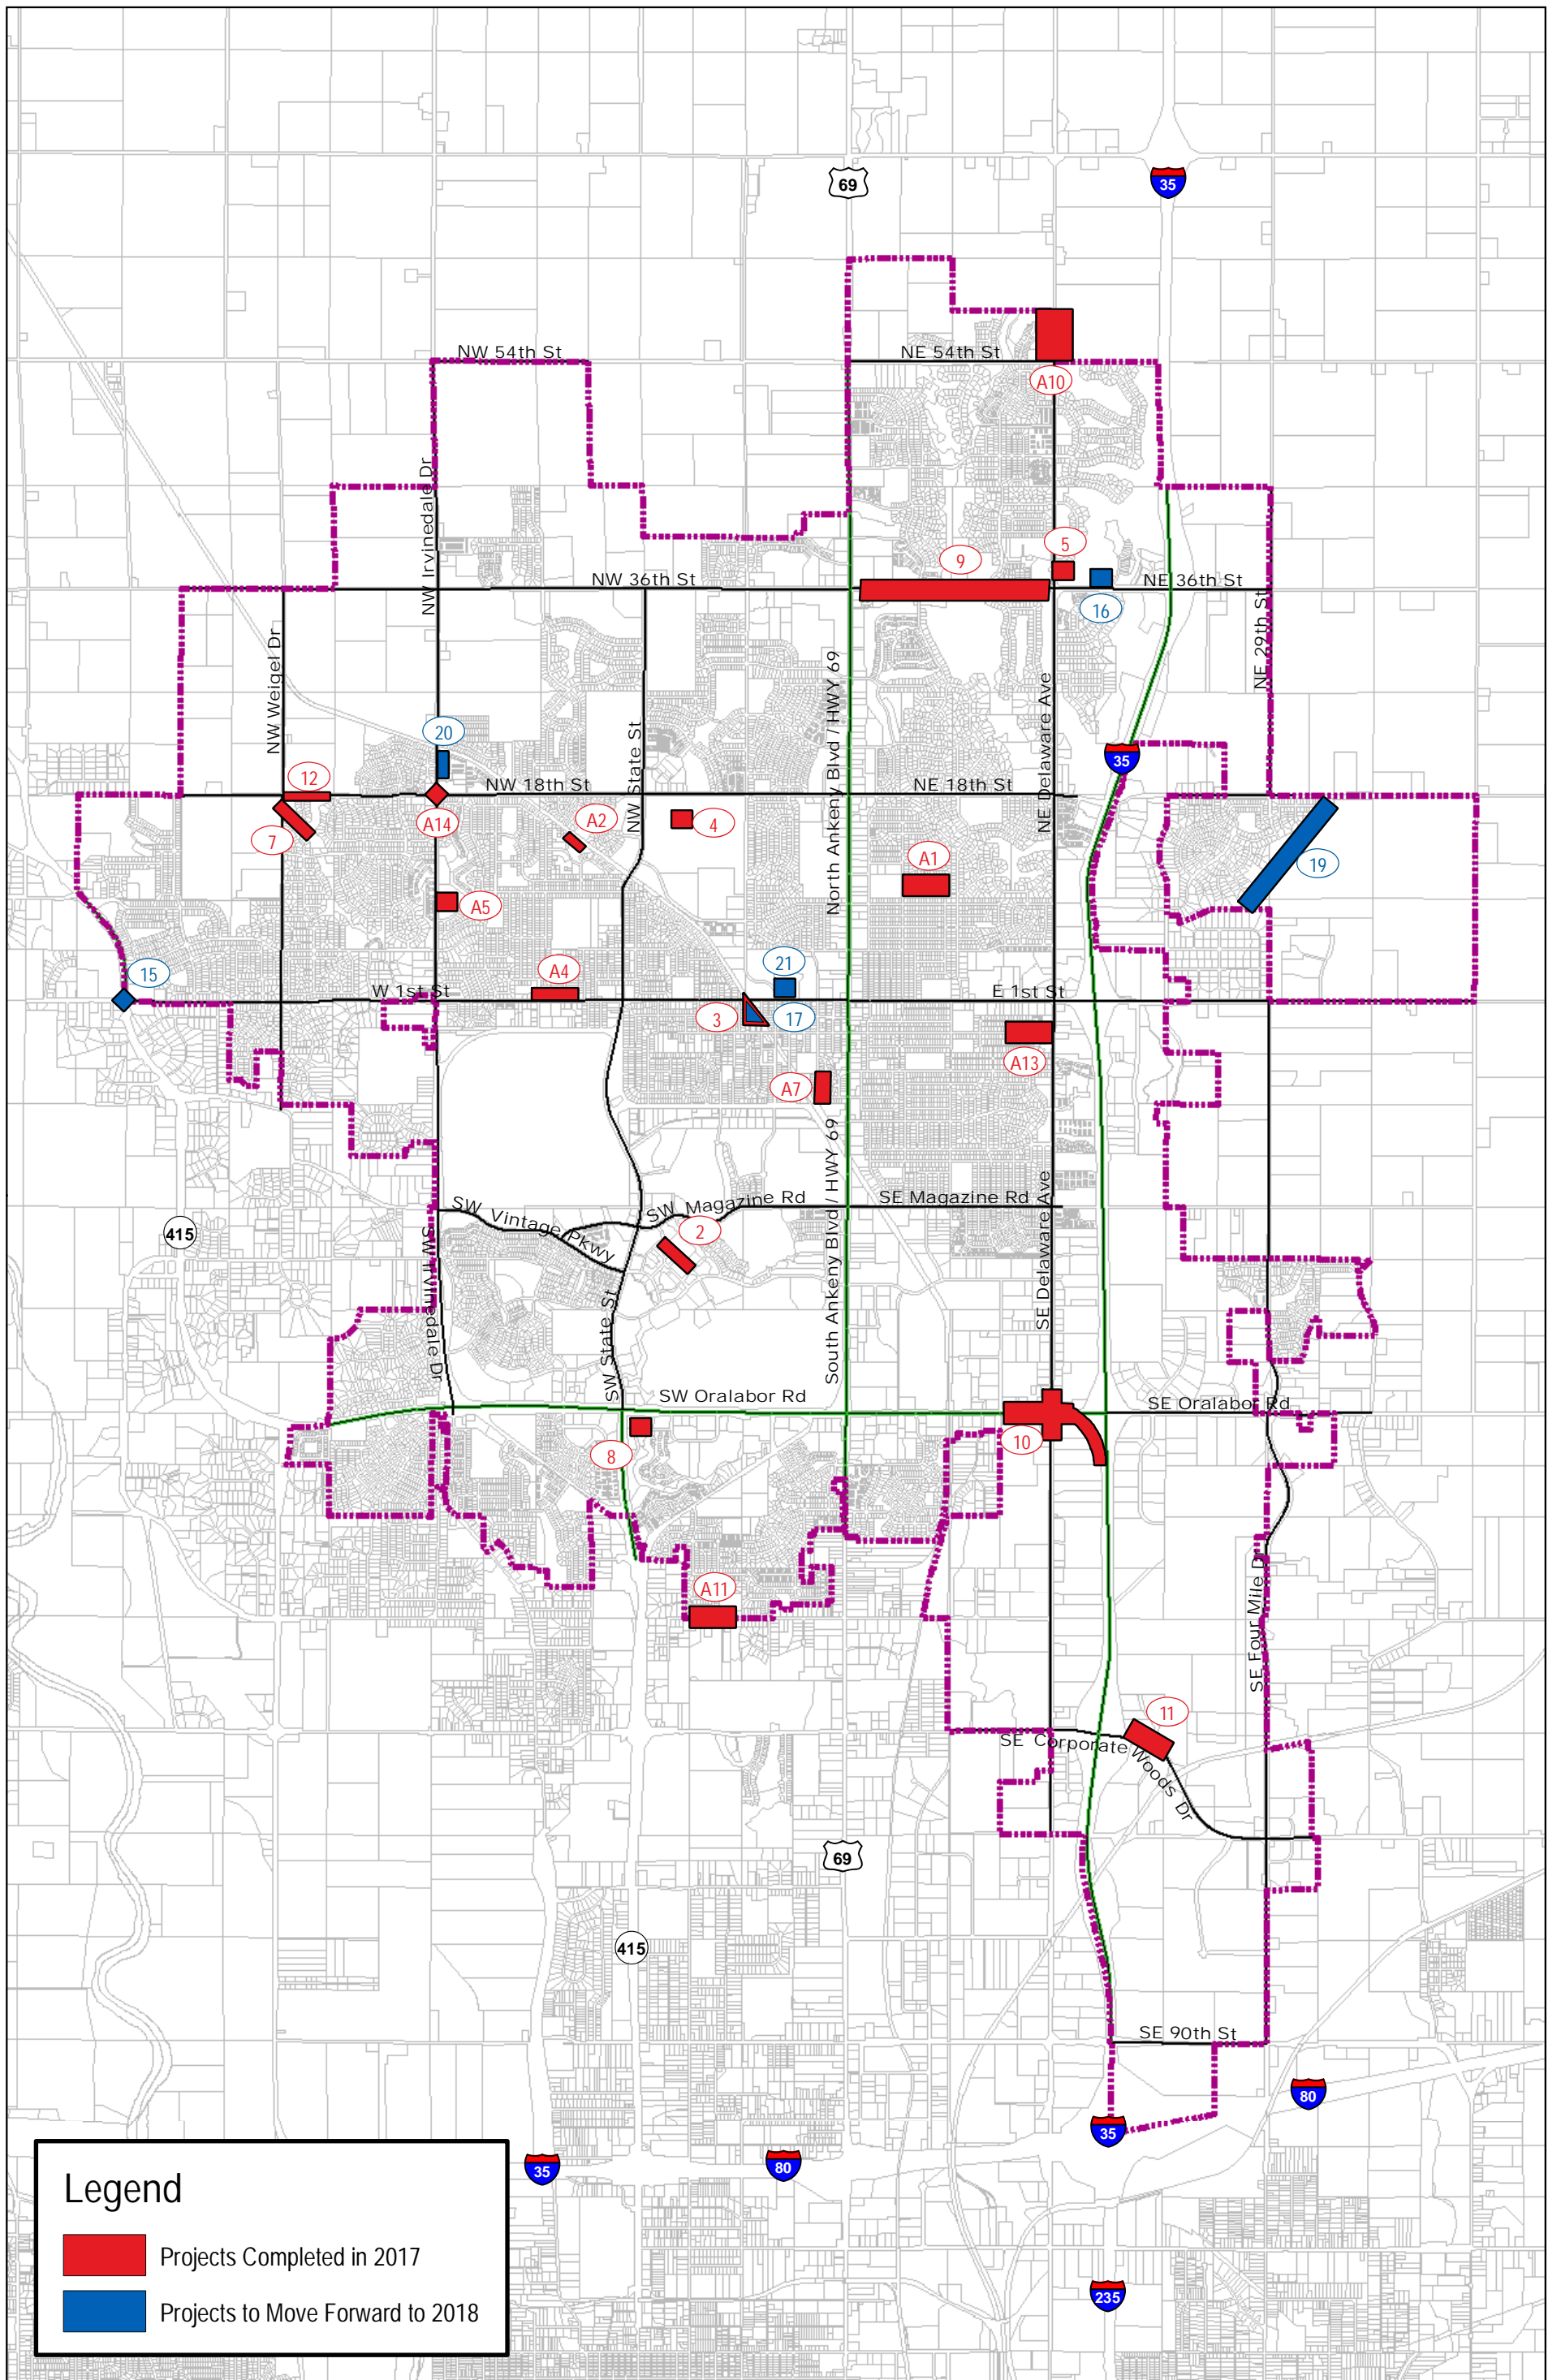 69
35
NW 54th St
NE 54th St
A10
NW Irvinedale Dr
5
9
NW 36th St
NE 36th St
16
NE 29th St
NW Weigel Dr
North Ankeny Blvd / HWY 69
NE Delaware Ave
20
NW State St
35
12
NW 18th St
NE 18th St
A14
A2
4
7
A1
19
A5
21
15
A4
W 1st St
E 1st St
3
17
A13
A7
SW Vintage Pkwy
SW Magazine Rd
SE Magazine Rd
415
2
South Ankeny Blvd / HWY 69
SE Delaware Ave
SW Irvinedale Dr
SW State St
SW Oralabor Rd
SE Oralabor Rd
10
8
A11
SE Four Mile Dr
11
SE Corporate Woods Dr
69
415
SE 90th St
80
35
35
80
235
Legend
Projects Completed in 2017
Projects to Move Forward to 2018